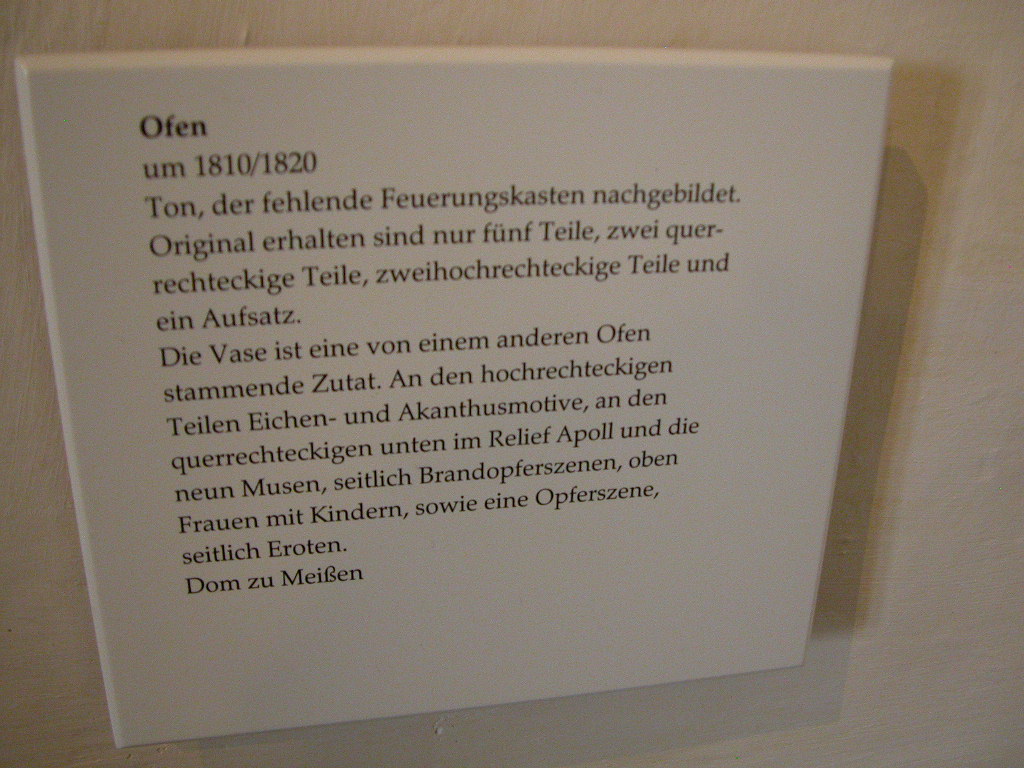 Ofen
um 1810/1820
Ton, der fehlende Feuerungskasten nachgebildet.
Original erhalten sind nur fünf Teile, zwei quer-
rechteckige Teile, zweihochrechteckige Teile und
ein Aufsatz.
Die Vase ist eine von einem anderen Ofen
stammende Zutat. An den hochrechteckigen
Teilen Eichen- und Akanthusmotive, an den
querrechteckigen unten im Relief Apoll und die
neun Musen, seitlich Brandopferszenen, oben
Frauen mit Kindern, sowie eine Opferszene,
seitlich Eroten.
Dom zu Meißen